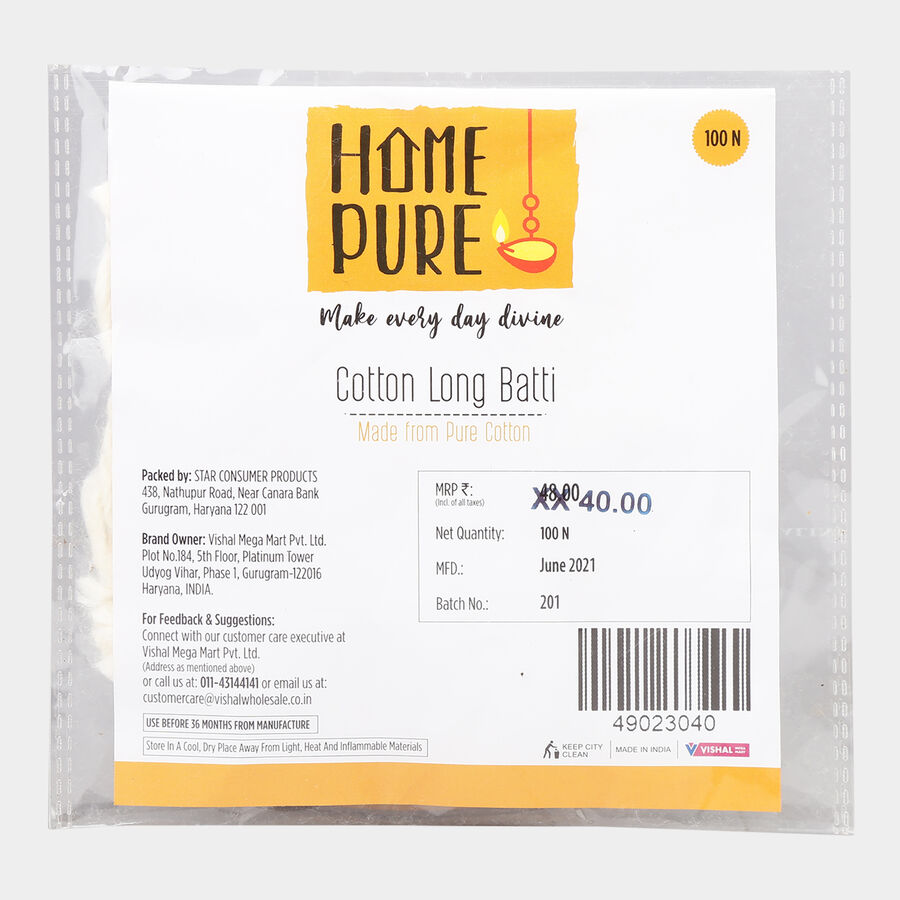 HOME
PURE
100 N
Make every day divine
Cotton Long Batti
Made from Pure Cotton
Packed by: STAR CONSUMER PRODUCTS
438, Nathupur Road, Near Canara Bank
Gurugram, Haryana 122 001
Brand Owner: Vishal Mega Mart Pvt. Ltd.
Plot No.184, 5th Floor, Platinum Tower
Udyog Vihar, Phase 1, Gurugram-122016
Haryana, INDIA.
For Feedback & Suggestions:
Connect with our customer care executive at
Vishal Mega Mart Pvt. Ltd.
(Address as mentioned above)
or call us at: 011-43144141 or email us at:
customercare@vishalwholesale.co.in
USE BEFORE 36 MONTHS FROM MANUFACTURE
Store In A Cool, Dry Place Away From Light, Heat And Inflammable Materials
MRP ₹: 48.00 XX 40.00
(Incl. of all taxes)
Net Quantity: 100 N
MFD.: June 2021
Batch No.: 201
49023040
KEEP CITY
CLEAN
MADE IN INDIA
VISHAL MEGA MART